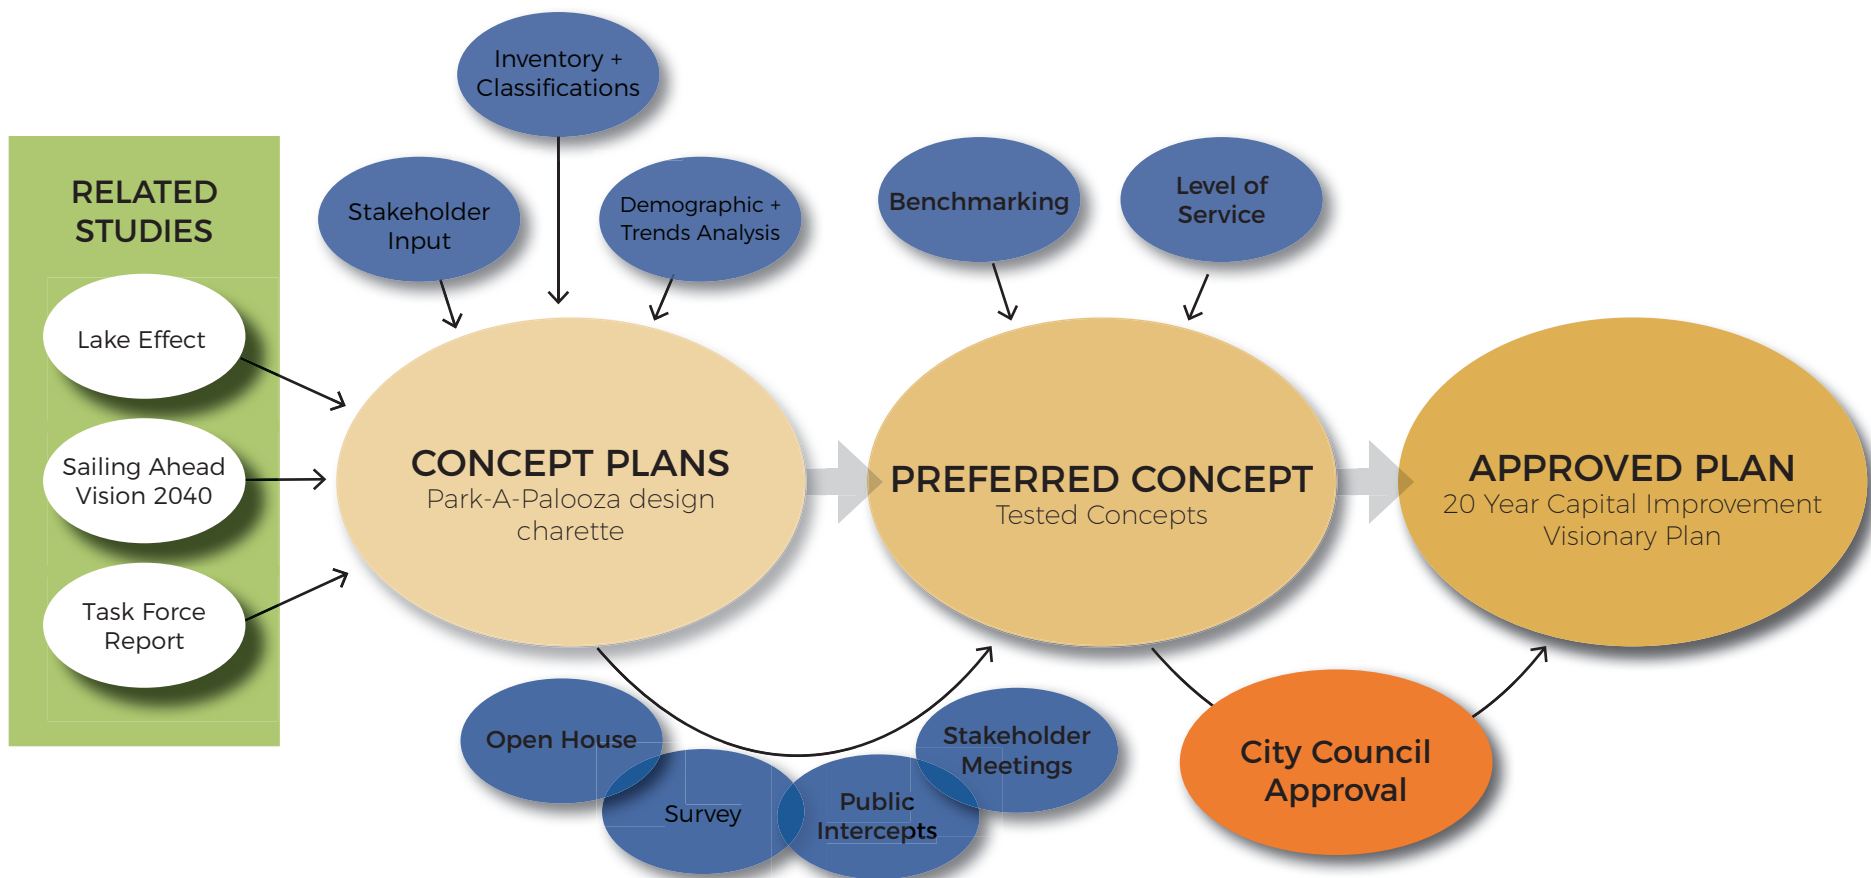 RELATED
STUDIES
Lake Effect
Sailing Ahead
Vision 2040
Task Force
Report
Inventory +
Classifications
Stakeholder
Input
Demographic +
Trends Analysis
CONCEPT PLANS
Park-A-Palooza design
charette
Open House
Survey
Public
Intercepts
Stakeholder
Meetings
Benchmarking
Level of
Service
PREFERRED CONCEPT
Tested Concepts
City Council
Approval
APPROVED PLAN
20 Year Capital Improvement
Visionary Plan